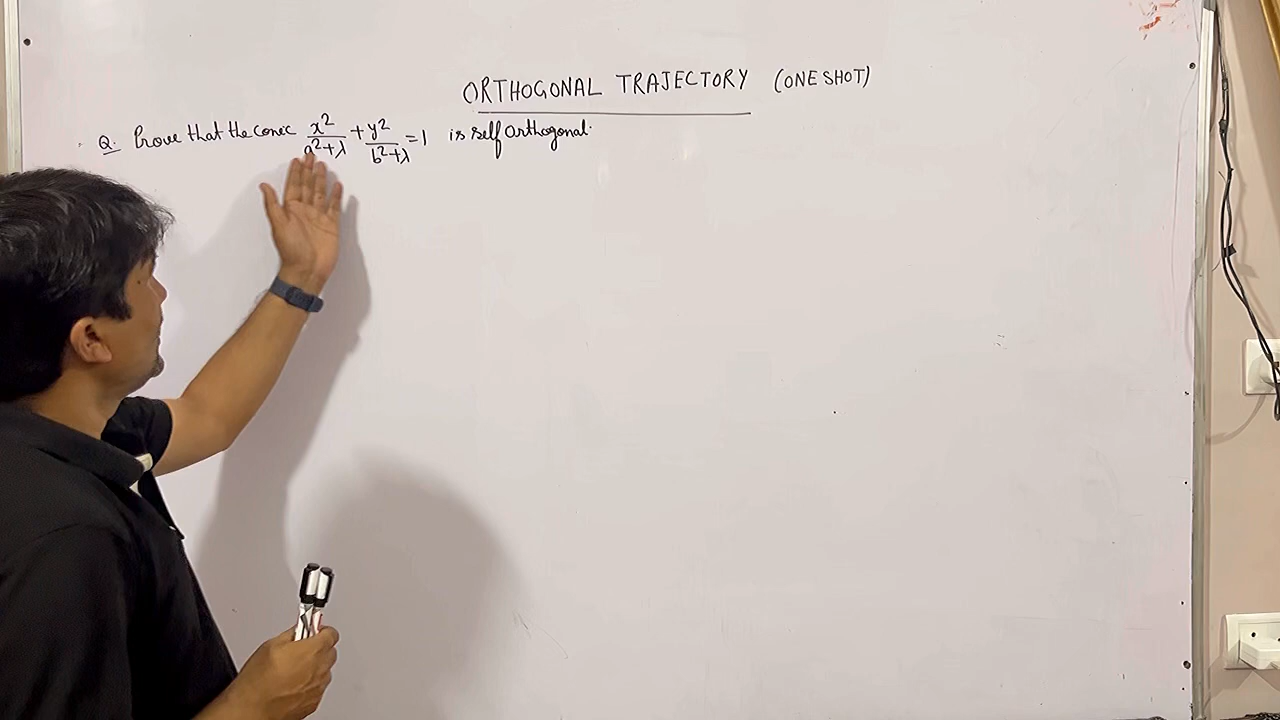 ORTHOGONAL TRAJECTORY (ONE SHOT)
Q. Prove that the conic x²/(a²+λ) + y²/(b²+λ) = 1 is self orthogonal.